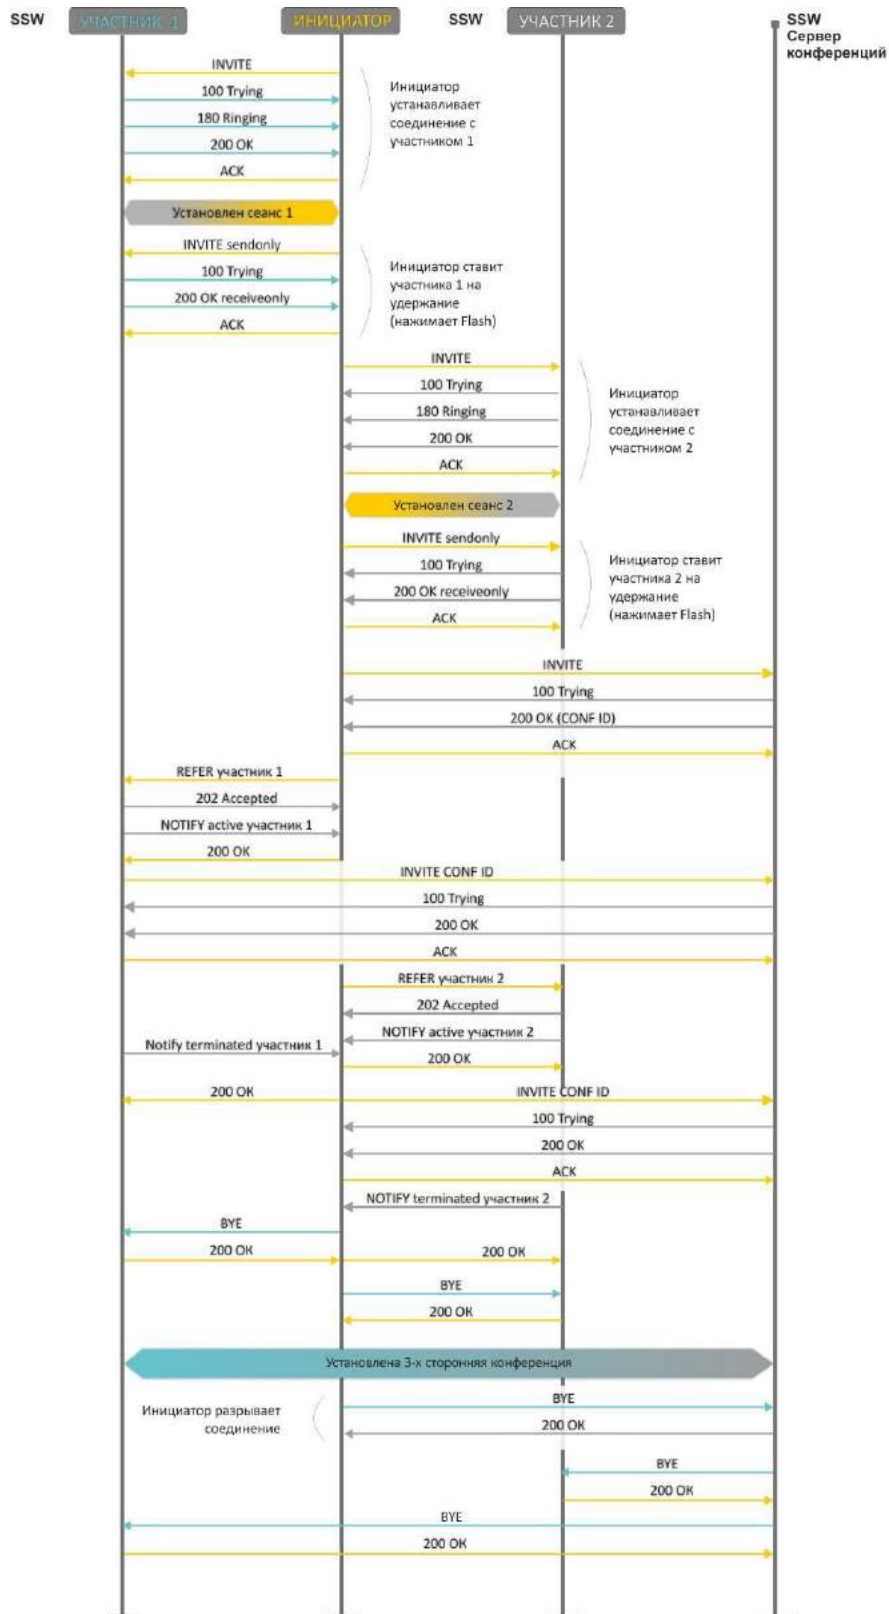 SSW
УЧАСТНИК 1
ИНИЦИАТОР
SSW
УЧАСТНИК 2
SSW
Сервер
конференций
INVITE
100 Trying
180 Ringing
200 OK
ACK
Инициатор
устанавливает
соединение с
участником 1
Установлен сеанс 1
INVITE sendonly
100 Trying
200 OK receiveonly
ACK
Инициатор ставит
участника 1 на
удержание
(нажимает Flash)
INVITE
100 Trying
180 Ringing
200 OK
ACK
Инициатор
устанавливает
соединение с
участником 2
Установлен сеанс 2
INVITE sendonly
100 Trying
200 OK receiveonly
ACK
Инициатор ставит
участника 2 на
удержание
(нажимает Flash)
INVITE
100 Trying
200 OK (CONF ID)
ACK
REFER участник 1
202 Accepted
NOTIFY active участник 1
200 OK
INVITE CONF ID
100 Trying
200 OK
ACK
REFER участник 2
202 Accepted
NOTIFY active участник 2
Notify terminated участник 1
200 OK
200 OK
INVITE CONF ID
100 Trying
200 OK
ACK
NOTIFY terminated участник 2
BYE
200 OK
200 OK
BYE
200 OK
Установлена 3-х сторонняя конференция
BYE
Инициатор разрывает
соединение
200 OK
BYE
200 OK
BYE
200 OK